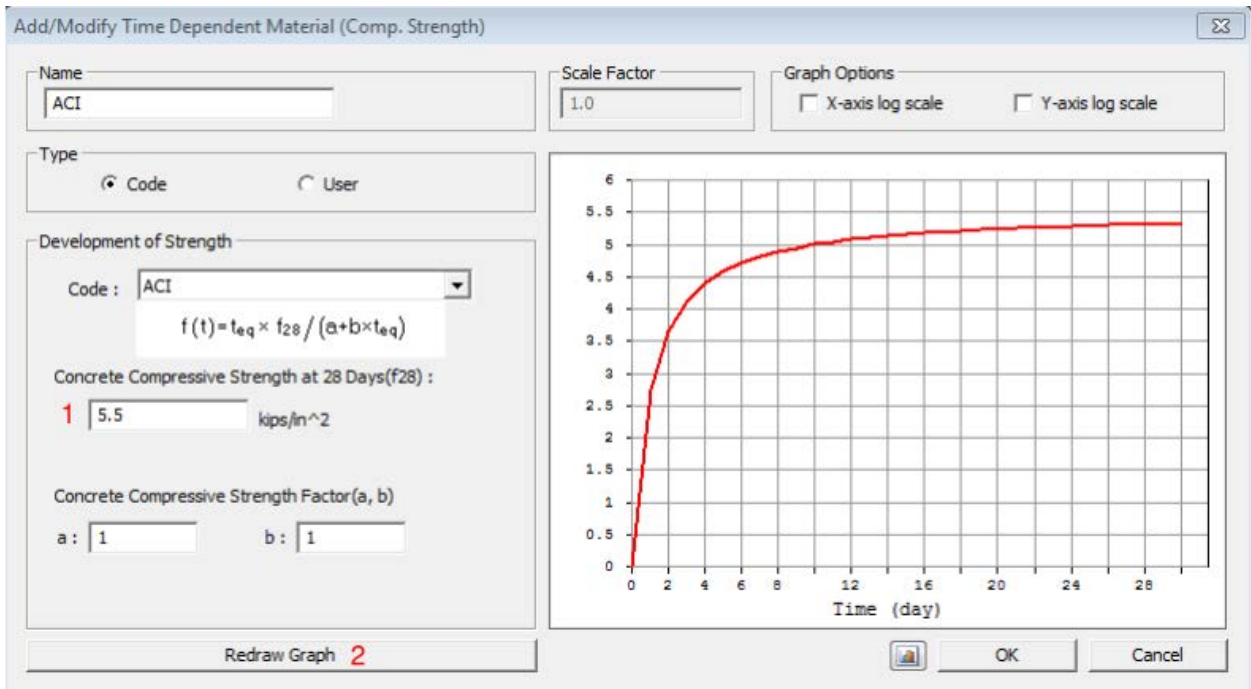 Add/Modify Time Dependent Material (Comp. Strength)
Name
ACI
Scale Factor
1.0
Graph Options
X-axis log scale
Y-axis log scale
Type
Code
User
Development of Strength
Code :
ACI
f(t)=teq × f28/(a+b×teq)
Concrete Compressive Strength at 28 Days(f28) :
1
5.5
kips/in^2
Concrete Compressive Strength Factor(a, b)
a :
1
b :
1
Redraw Graph 2
6
5.5
5
4.5
4
3.5
3
2.5
2
1.5
1
0.5
0
0 2 4 6 8 12 16 20 24 28
Time (day)
OK
Cancel